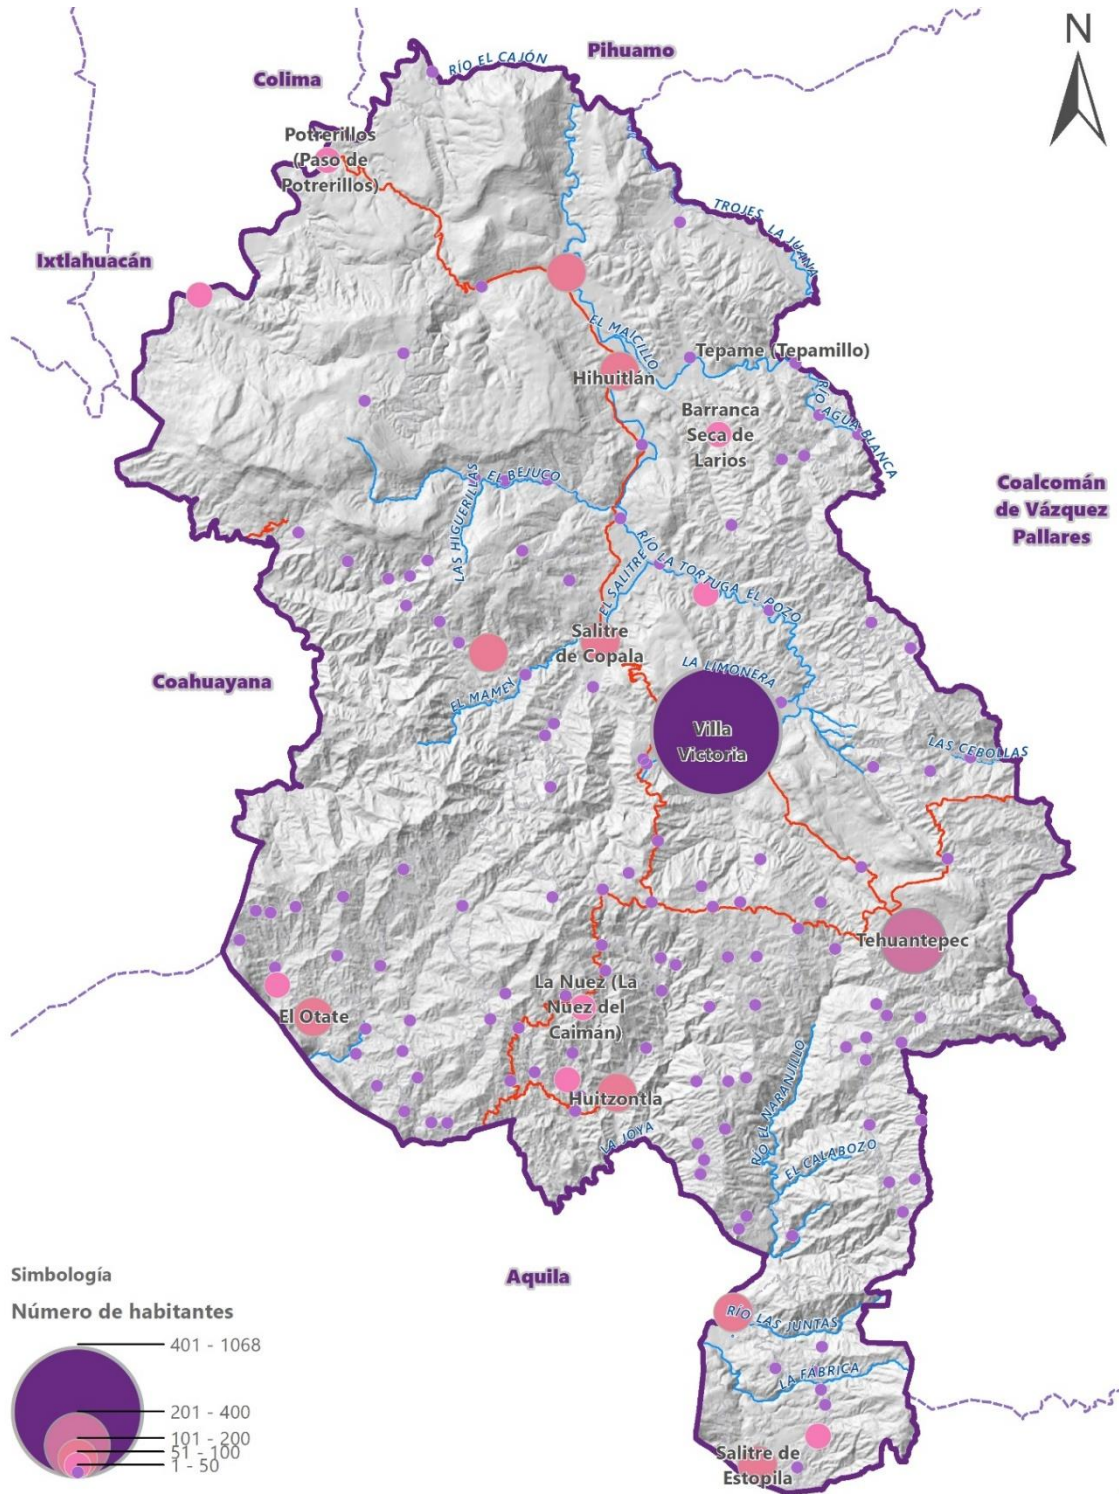 N
Pihuamo
RÍO EL CAJÓN
Colima
Potrerillos
(Paso de
Potrerillos)
TROJES LA JUANA
Ixtlahuacán
EL MAICILLO
Tepame (Tepamillo)
Hihuitlán
RÍO AGUA BLANCA
Barranca
Seca de
Larios
EL BEJUCO
LAS HIGUERILLAS
Coalcomán
de Vázquez
Pallares
RÍO LA TORTUGA EL POZO
EL SALITRE
Salitre
de Copala
LA LIMONERA
Coahuayana
EL MAMEY
Villa
Victoria
LAS CEBOLLAS
Tehuantepec
La Nuez (La
Nuez del
Caimán)
El Otate
RÍO EL NARANJILLO
Huitzontla
LA JOYA
EL CALABOZO
Aquila
Simbología
Número de habitantes
RÍO LAS JUNTAS
401 - 1068
LA FÁBRICA
201 - 400
101 - 200
51 - 100
1 - 50
Salitre de
Estopila